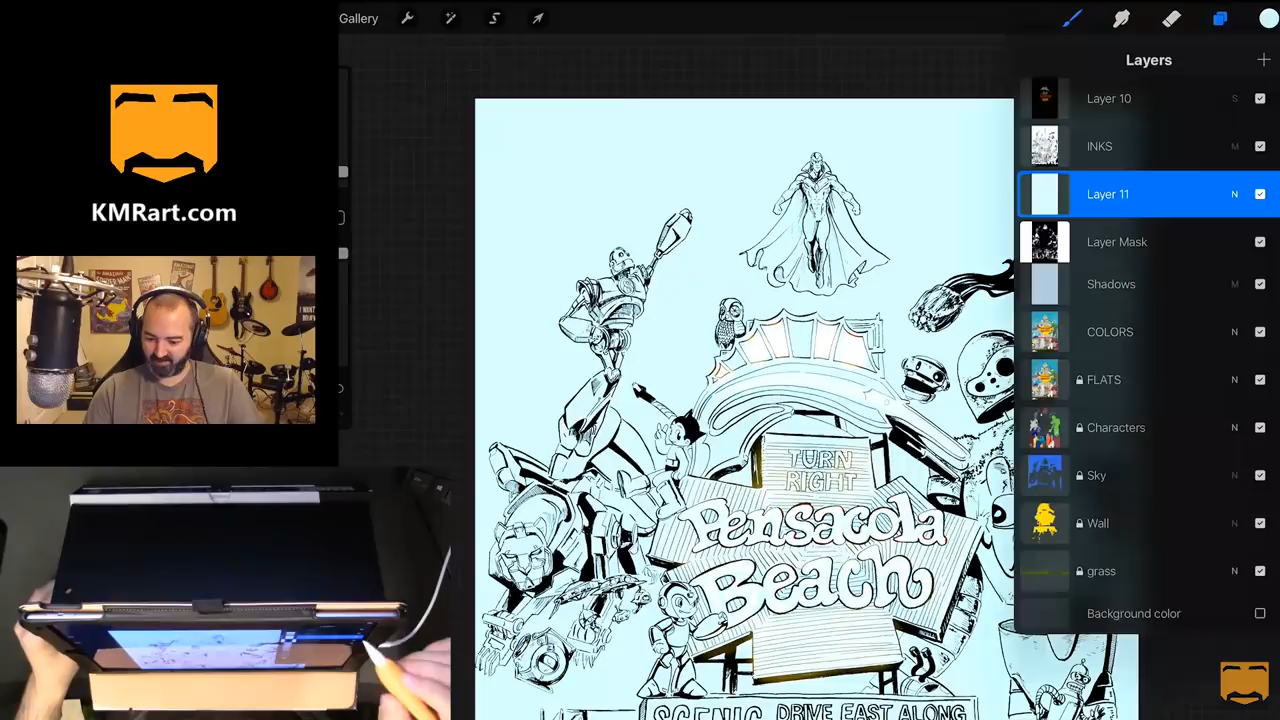 Gallery
Layers
Layer 10
S
INKS
M
Layer 11
N
Layer Mask
Shadows
M
COLORS
N
FLATS
N
Characters
N
Sky
N
Wall
N
grass
N
Background color
KMRart.com
TURN
RIGHT
Pensacola
Beach
SCENIC DRIVE EAST ALONG